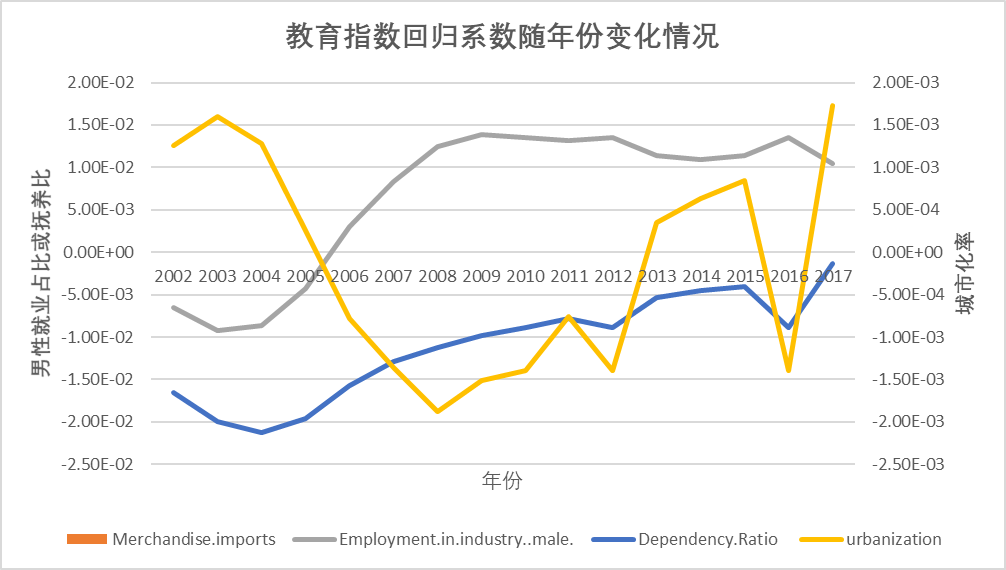 教育指数回归系数随年份变化情况
2.00E-02
1.50E-02
1.00E-02
5.00E-03
0.00E+00
-5.00E-03
-1.00E-02
-1.50E-02
-2.00E-02
-2.50E-02
男性就业占比或抚养比
2.00E-03
1.50E-03
1.00E-03
5.00E-04
0.00E+00
-5.00E-04
-1.00E-03
-1.50E-03
-2.00E-03
-2.50E-03
城市化率
2002 2003 2004 2005 2006 2007 2008 2009 2010 2011 2012 2013 2014 2015 2016 2017
年份
Merchandise.imports Employment.in.industry..male. Dependency.Ratio urbanization